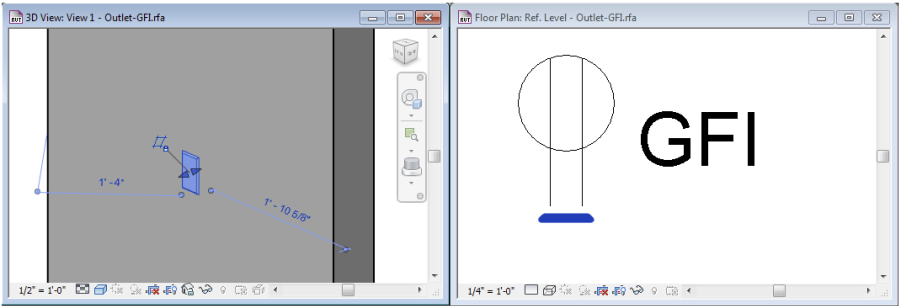 3D View: View 1 - Outlet-GFI.rfa
1' - 4"
1' - 10 5/8"
1/2" = 1'-0"
Floor Plan: Ref. Level - Outlet-GFI.rfa
GFI
1/4" = 1'-0"